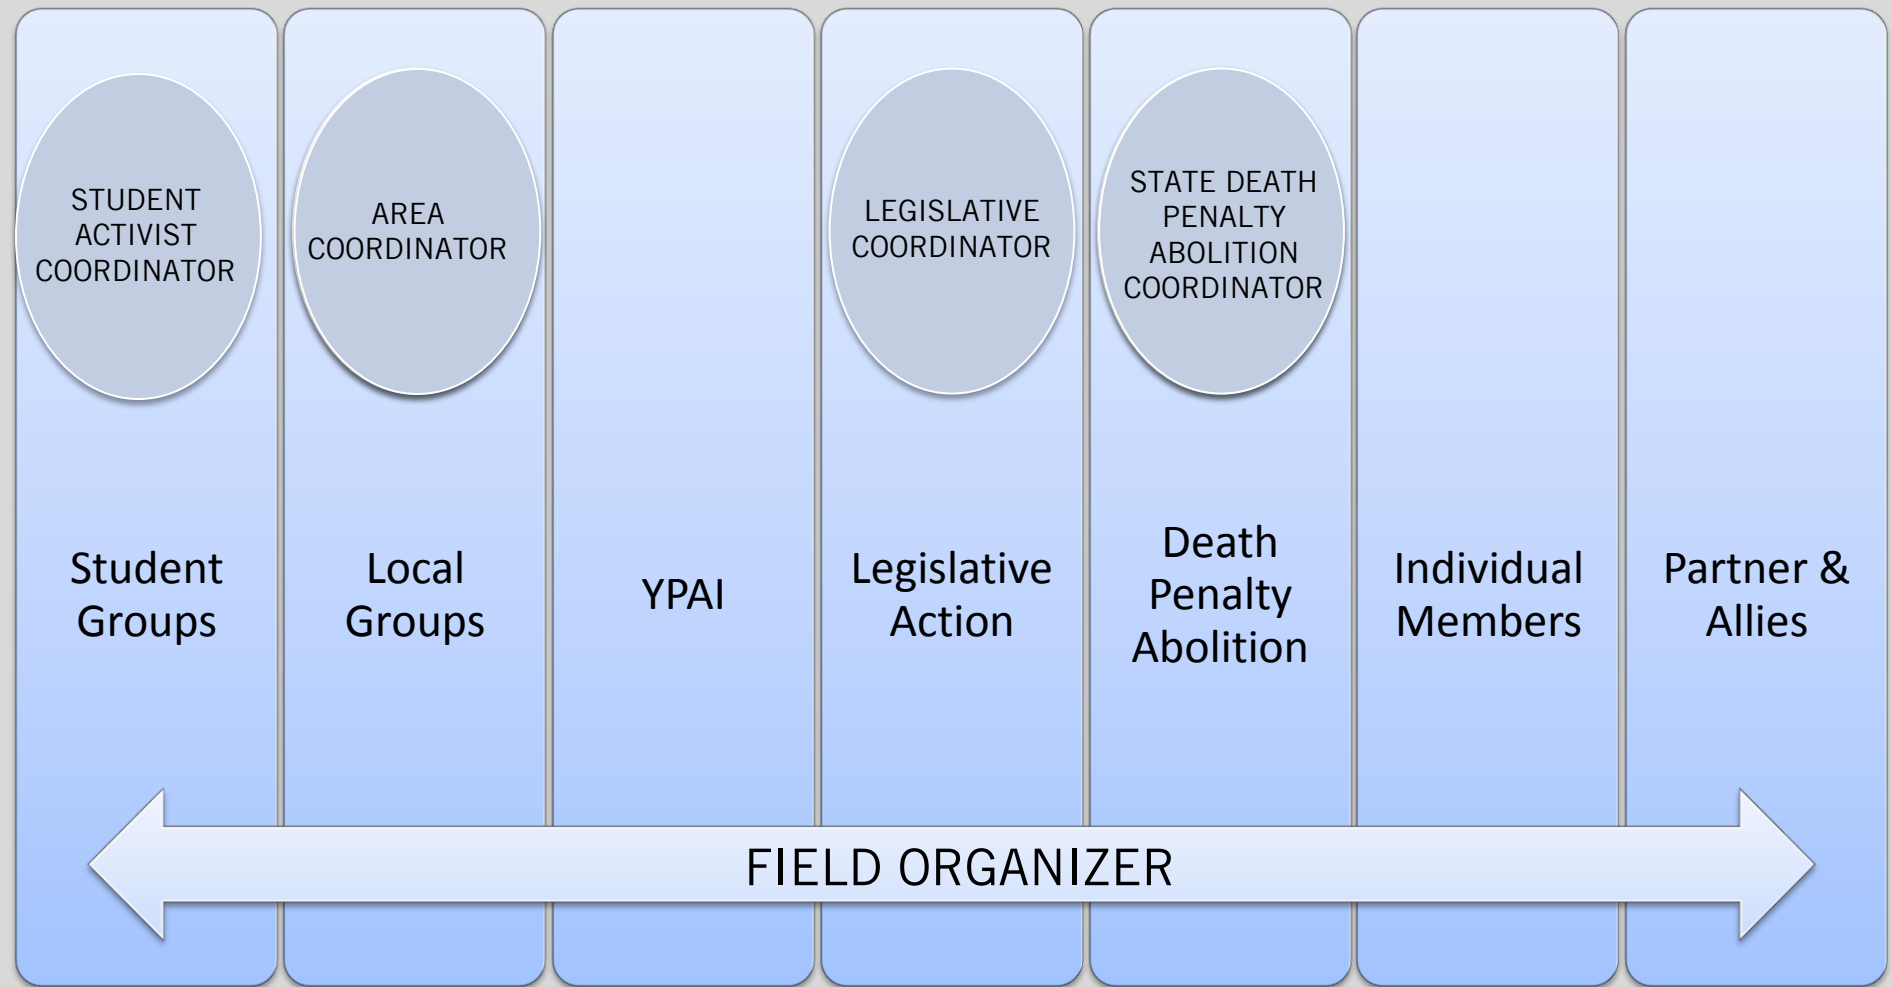 STUDENT
ACTIVIST
COORDINATOR
AREA
COORDINATOR
LEGISLATIVE
COORDINATOR
STATE DEATH
PENALTY
ABOLITION
COORDINATOR
Student
Groups
Local
Groups
YPAI
Legislative
Action
Death
Penalty
Abolition
Individual
Members
Partner &
Allies
FIELD ORGANIZER